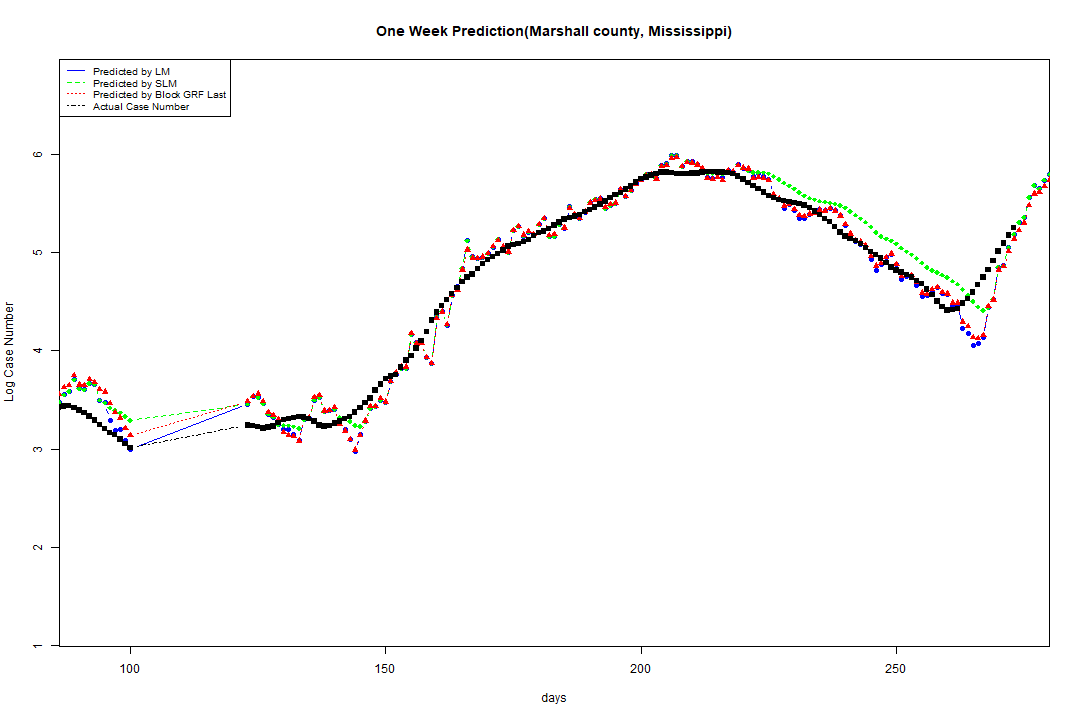 One Week Prediction(Marshall county, Mississippi)
Predicted by LM
Predicted by SLM
Predicted by Block GRF Last
Actual Case Number
6
5
4
3
2
1
Log Case Number
100 150 200 250
days